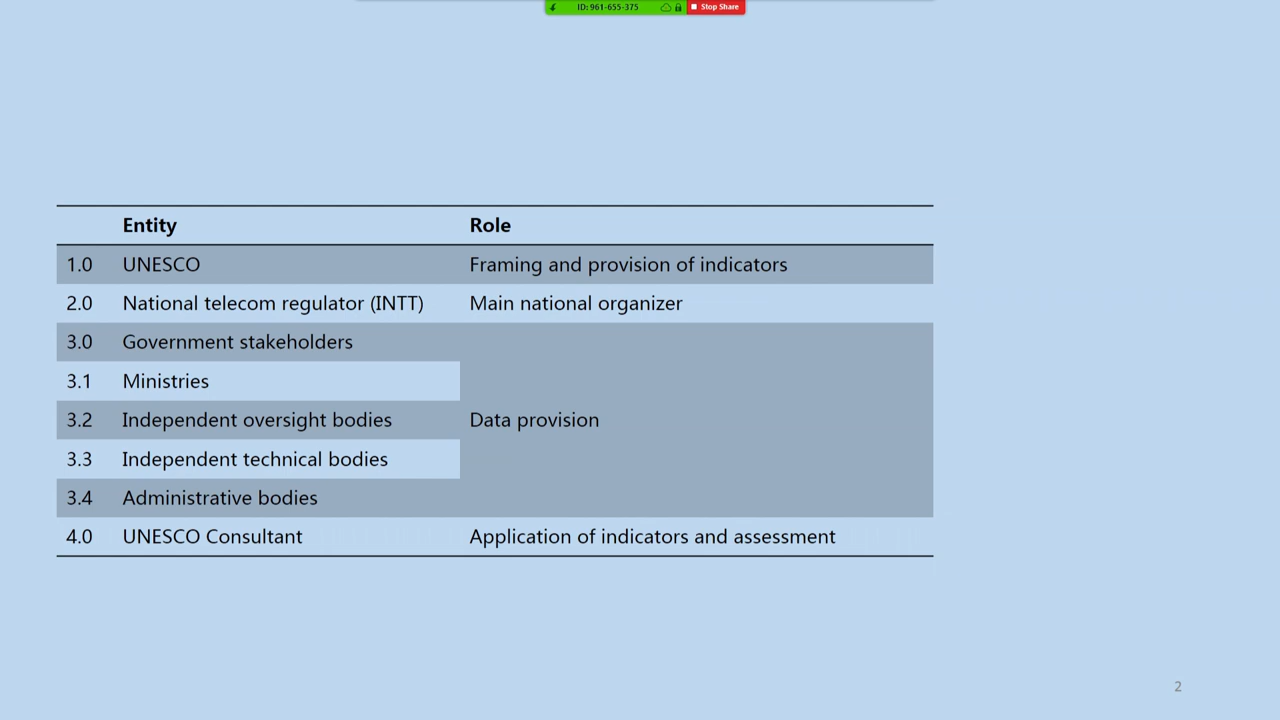 ID: 961-655-375 Stop Share
Entity Role
1.0 UNESCO Framing and provision of indicators
2.0 National telecom regulator (INTT) Main national organizer
3.0 Government stakeholders
3.1 Ministries
3.2 Independent oversight bodies Data provision
3.3 Independent technical bodies
3.4 Administrative bodies
4.0 UNESCO Consultant Application of indicators and assessment
2